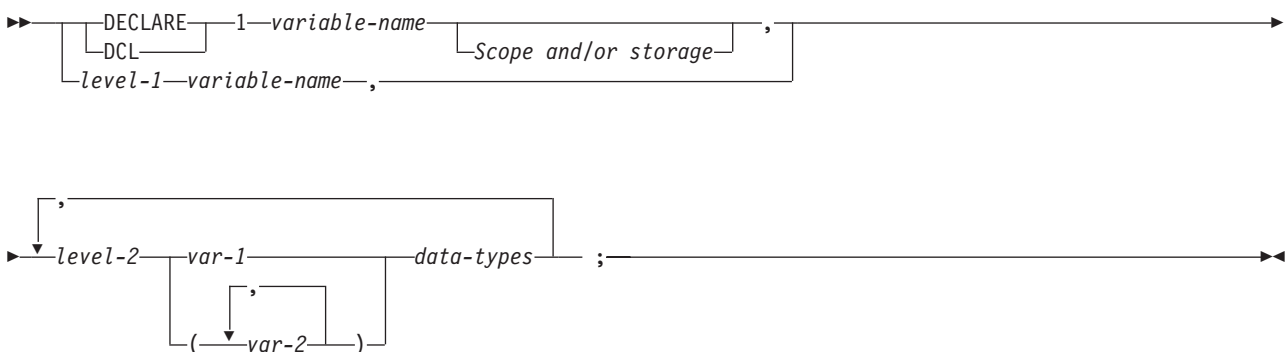 DECLARE 1 variable-name ,
DCL Scope and/or storage
level-1 variable-name ,
,
level-2 var-1 data-types ;
,
( var-2 )